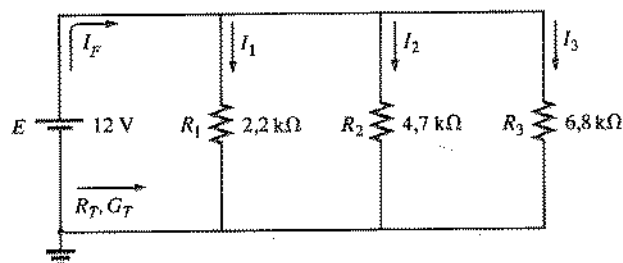 I_F
I_1
I_2
I_3
E 12 V
R_1 2,2 kΩ
R_2 4,7 kΩ
R_3 6,8 kΩ
R_T, G_T